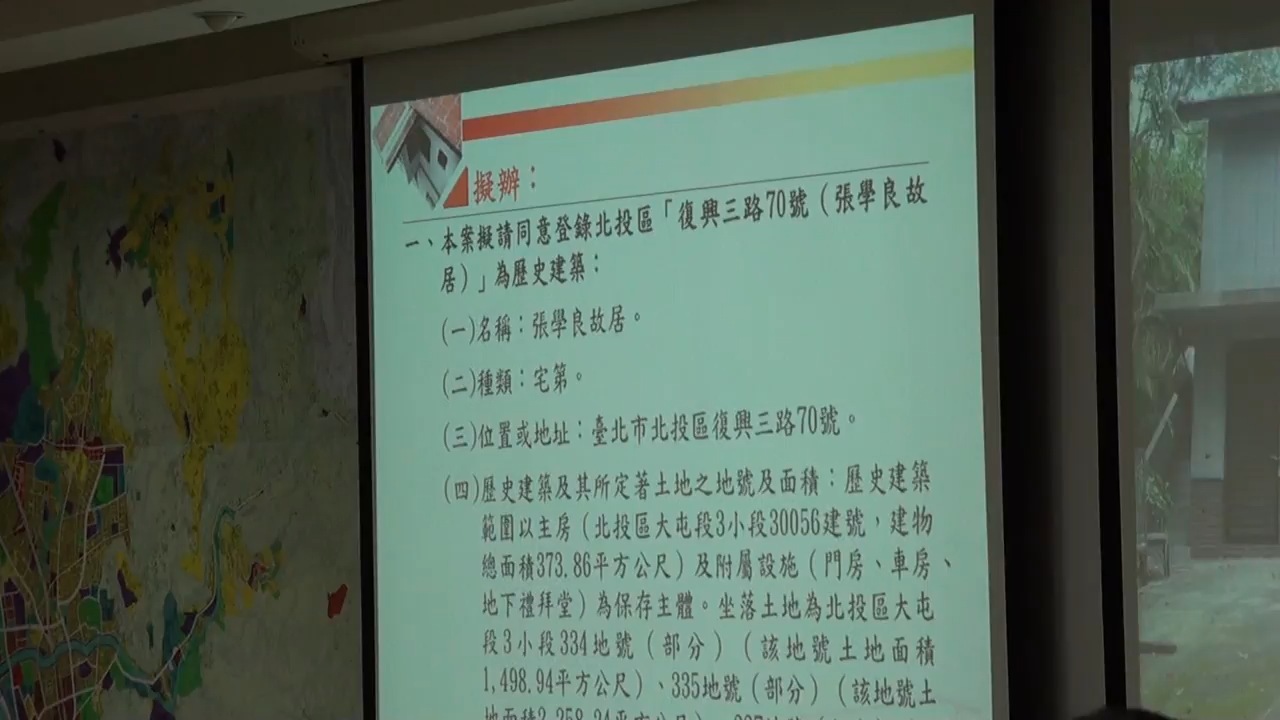 擬辦：
一、本案擬請同意登錄北投區「復興三路70號（張學良故
居）」為歷史建築：
(一)名稱：張學良故居。
(二)種類：宅第。
(三)位置或地址：臺北市北投區復興三路70號。
(四)歷史建築及其所定著土地之地號及面積：歷史建築
範圍以主房（北投區大屯段3小段30056建號，建物
總面積373.86平方公尺）及附屬設施（門房、車房、
地下禮拜堂）為保存主體。坐落土地為北投區大屯
段3小段334地號（部分）（該地號土地面積
1,498.94平方公尺）、335地號（部分）（該地號土